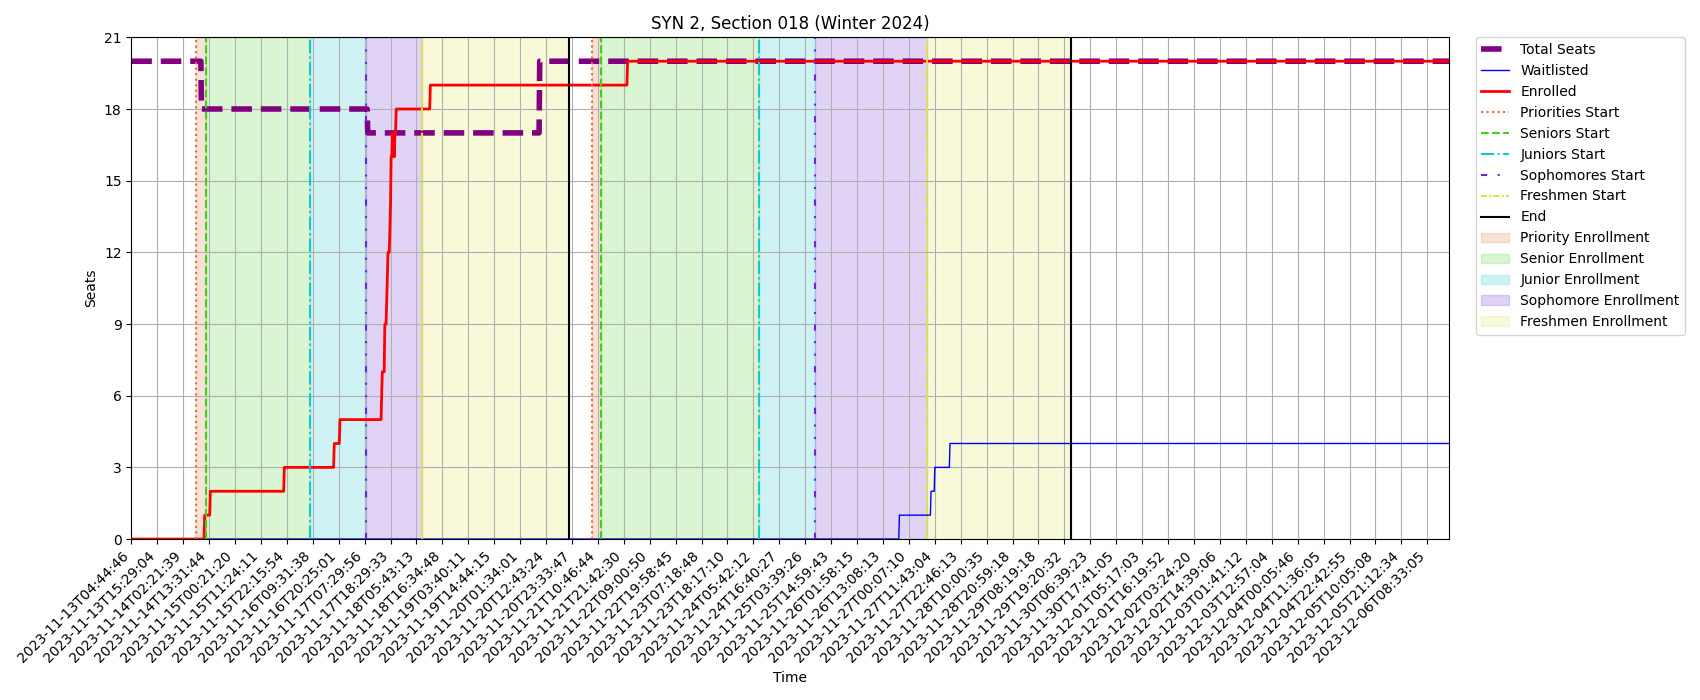 SYN 2, Section 018 (Winter 2024)
21
18
15
12
9
6
3
0
Seats
Total Seats
Waitlisted
Enrolled
Priorities Start
Seniors Start
Juniors Start
Sophomores Start
Freshmen Start
End
Priority Enrollment
Senior Enrollment
Junior Enrollment
Sophomore Enrollment
Freshmen Enrollment
2023-11-13T04:44:46
2023-11-13T15:29:04
2023-11-14T02:21:39
2023-11-14T13:31:44
2023-11-15T00:21:20
2023-11-15T11:24:11
2023-11-15T22:15:54
2023-11-16T09:31:38
2023-11-16T20:25:01
2023-11-17T07:29:56
2023-11-17T18:29:33
2023-11-18T05:43:13
2023-11-18T16:34:48
2023-11-19T03:40:11
2023-11-19T14:44:15
2023-11-20T01:34:01
2023-11-20T12:43:24
2023-11-20T23:33:47
2023-11-21T10:46:44
2023-11-21T21:42:30
2023-11-22T09:00:50
2023-11-22T19:58:45
2023-11-23T07:18:48
2023-11-23T18:17:10
2023-11-24T05:42:12
2023-11-24T16:40:27
2023-11-25T03:39:26
2023-11-25T14:59:43
2023-11-26T01:58:15
2023-11-26T13:08:13
2023-11-27T00:07:10
2023-11-27T11:43:04
2023-11-27T22:46:13
2023-11-28T10:00:35
2023-11-28T20:59:18
2023-11-29T08:19:18
2023-11-29T19:20:32
2023-11-30T06:39:23
2023-11-30T17:41:05
2023-12-01T05:17:03
2023-12-01T16:19:52
2023-12-02T03:24:20
2023-12-02T14:39:06
2023-12-03T01:41:12
2023-12-03T12:57:04
2023-12-04T00:05:46
2023-12-04T11:36:05
2023-12-04T22:42:55
2023-12-05T10:05:08
2023-12-05T21:12:34
2023-12-06T08:33:05
Time